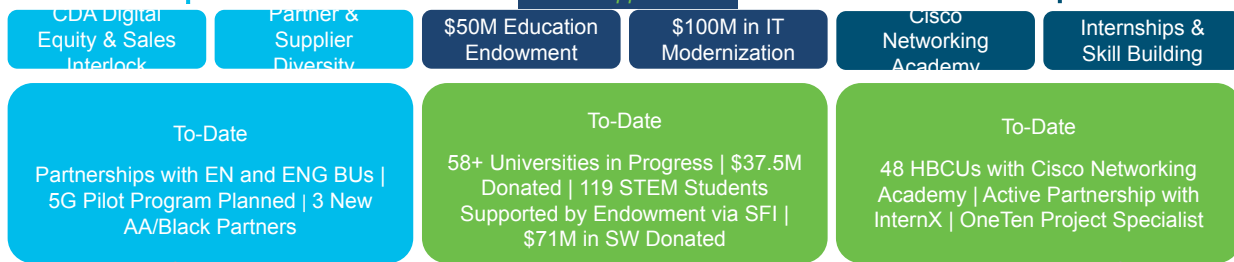 CDA Digital
Equity & Sales
Interlock
Partner &
Supplier
Diversity
$50M Education
Endowment
$100M in IT
Modernization
Cisco
Networking
Academy
Internships &
Skill Building
To-Date
Partnerships with EN and ENG BUs |
5G Pilot Program Planned | 3 New
AA/Black Partners
To-Date
58+ Universities in Progress | $37.5M
Donated | 119 STEM Students
Supported by Endowment via SFI |
$71M in SW Donated
To-Date
48 HBCUs with Cisco Networking
Academy | Active Partnership with
InternX | OneTen Project Specialist